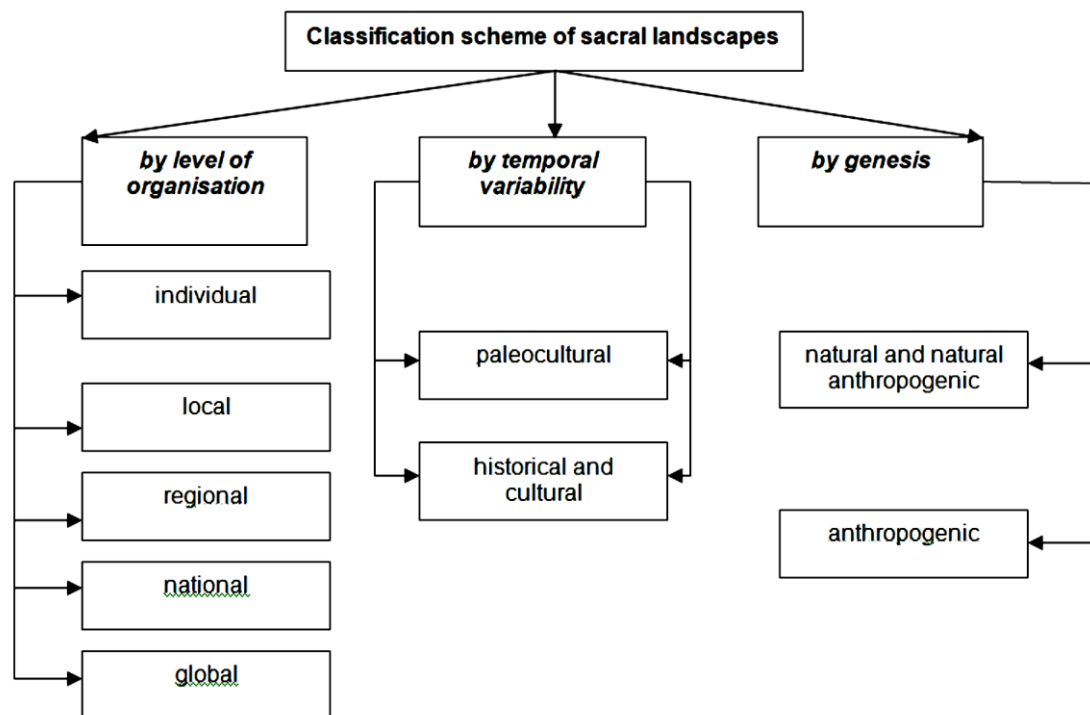 Classification scheme of sacral landscapes
by level of
organisation
individual
local
regional
national
global
by temporal
variability
paleocultural
historical and
cultural
by genesis
natural and natural
anthropogenic
anthropogenic